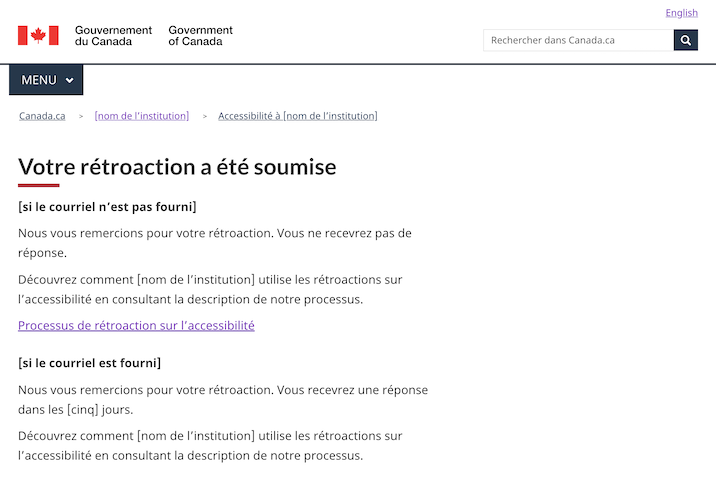 English
Gouvernement
du Canada
Government
of Canada
Rechercher dans Canada.ca
MENU
Canada.ca > [nom de l’institution] > Accessibilité à [nom de l’institution]
Votre rétroaction a été soumise
[si le courriel n’est pas fourni]
Nous vous remercions pour votre rétroaction. Vous ne recevrez pas de
réponse.
Découvrez comment [nom de l’institution] utilise les rétroactions sur
l’accessibilité en consultant la description de notre processus.
Processus de rétroaction sur l’accessibilité
[si le courriel est fourni]
Nous vous remercions pour votre rétroaction. Vous recevrez une réponse
dans les [cinq] jours.
Découvrez comment [nom de l’institution] utilise les rétroactions sur
l’accessibilité en consultant la description de notre processus.